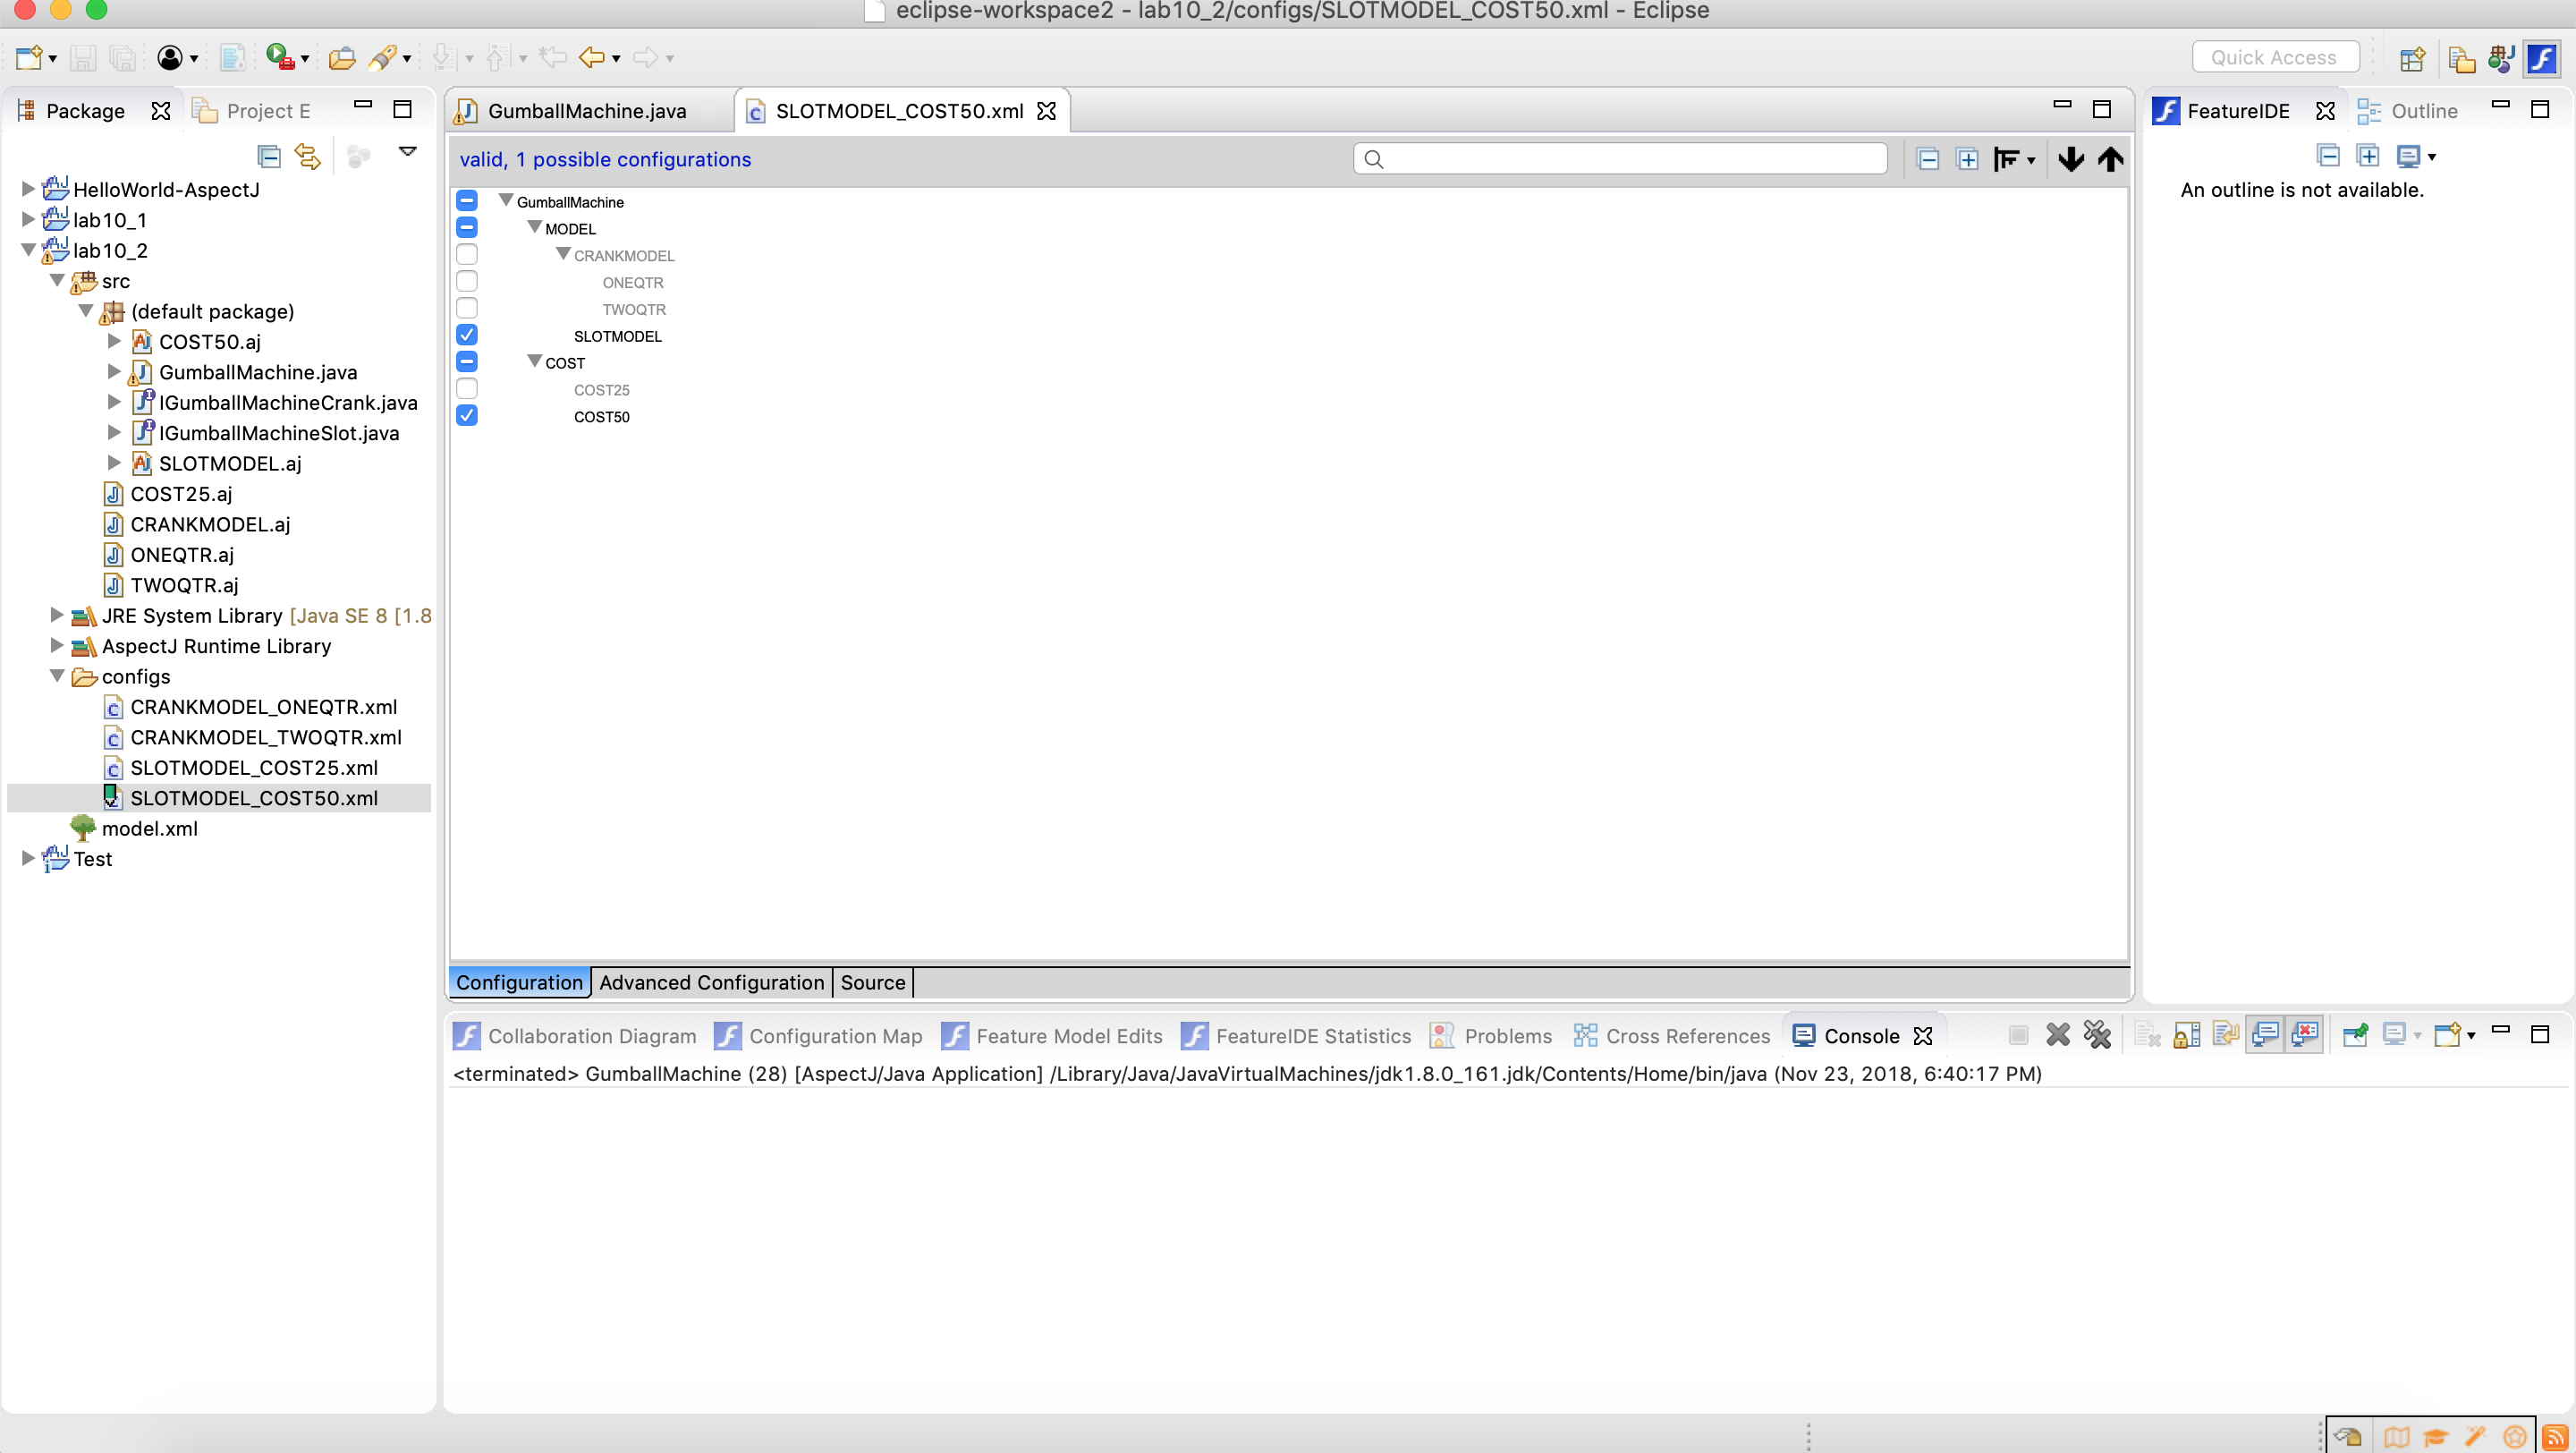 eclipse-workspace2 - lab10_2/configs/SLOTMODEL_COST50.xml - Eclipse
Quick Access
Package
Project E
HelloWorld-AspectJ
lab10_1
lab10_2
src
(default package)
COST50.aj
GumballMachine.java
IGumballMachineCrank.java
IGumballMachineSlot.java
SLOTMODEL.aj
COST25.aj
CRANKMODEL.aj
ONEQTR.aj
TWOQTR.aj
JRE System Library [Java SE 8 [1.8
AspectJ Runtime Library
configs
CRANKMODEL_ONEQTR.xml
CRANKMODEL_TWOQTR.xml
SLOTMODEL_COST25.xml
SLOTMODEL_COST50.xml
model.xml
Test
GumballMachine.java
SLOTMODEL_COST50.xml
valid, 1 possible configurations
GumballMachine
MODEL
CRANKMODEL
ONEQTR
TWOQTR
SLOTMODEL
COST
COST25
COST50
Configuration
Advanced Configuration
Source
FeatureIDE
Outline
An outline is not available.
Collaboration Diagram
Configuration Map
Feature Model Edits
FeatureIDE Statistics
Problems
Cross References
Console
<terminated> GumballMachine (28) [AspectJ/Java Application] /Library/Java/JavaVirtualMachines/jdk1.8.0_161.jdk/Contents/Home/bin/java (Nov 23, 2018, 6:40:17 PM)